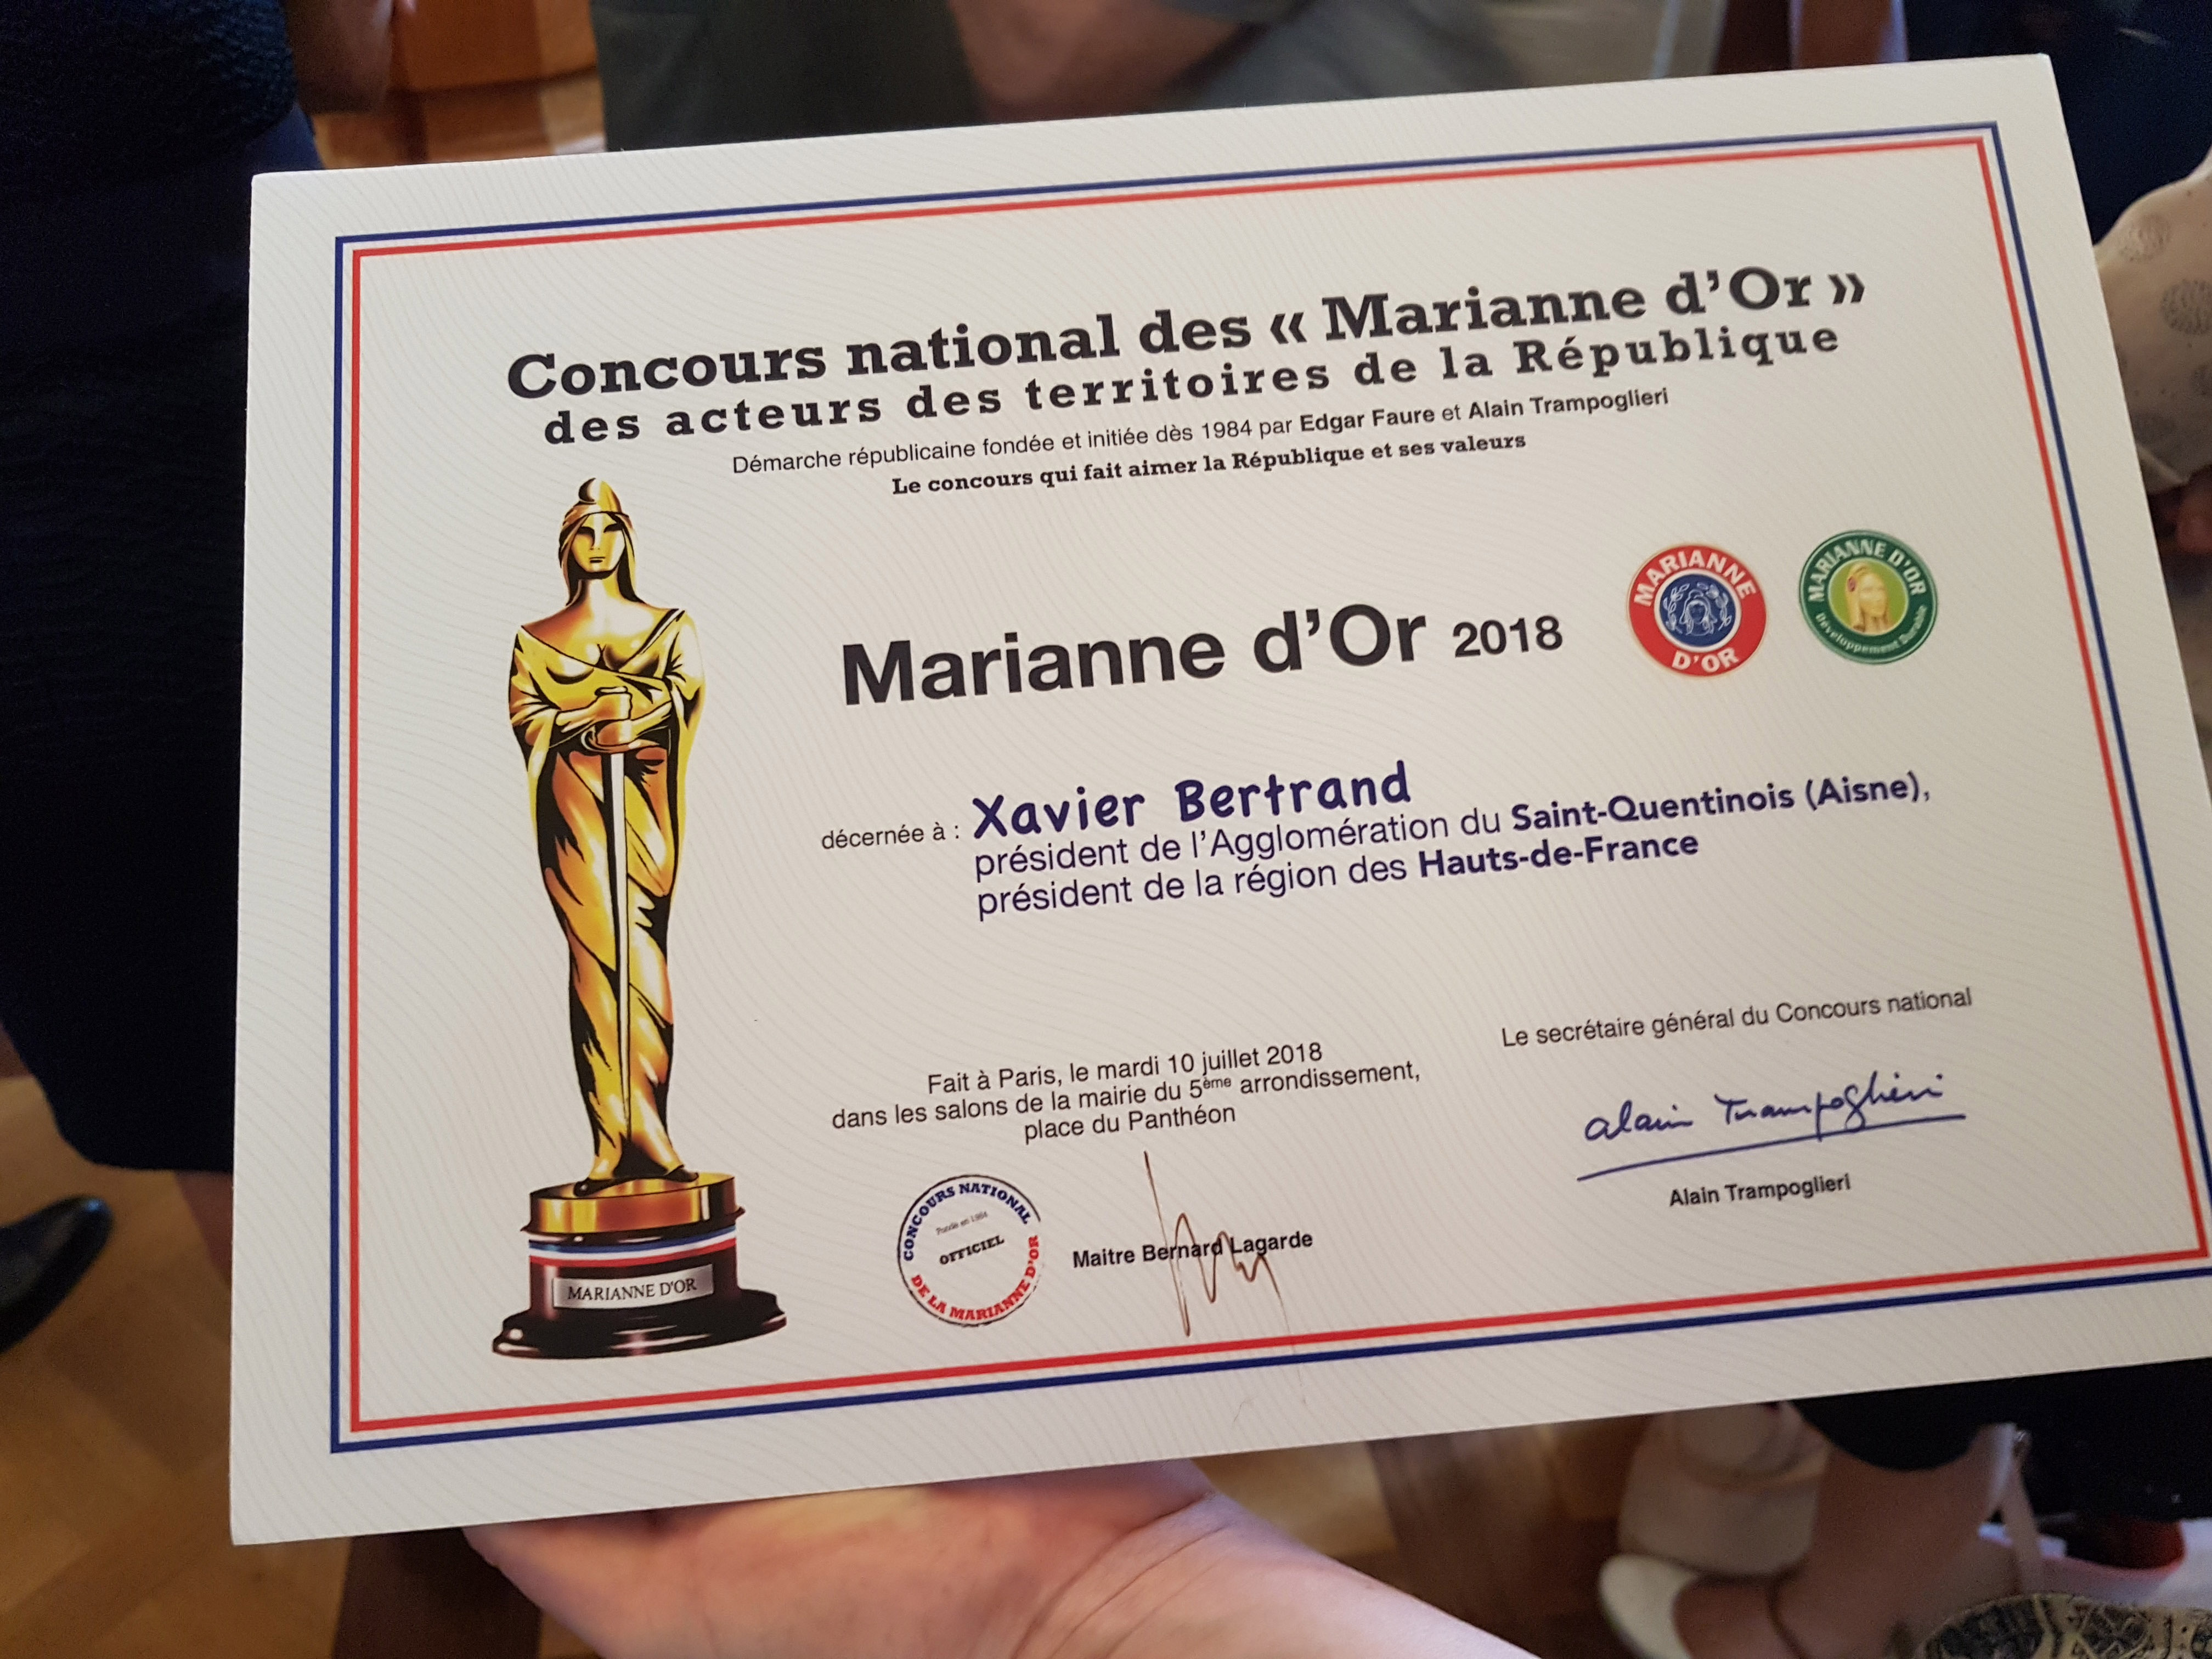 Concours national des « Marianne d'Or »
des acteurs des territoires de la République
Démarche républicaine fondée et initiée dès 1984 par Edgar Faure et Alain Trampoglieri
Le concours qui fait aimer la République et ses valeurs
MARIANNE D'OR
MARIANNE D'OR
Développement Durable
Marianne d'Or 2018
décernée à : Xavier Bertrand
président de l'Agglomération du Saint-Quentinois (Aisne),
président de la région des Hauts-de-France
Le secrétaire général du Concours national
Fait à Paris, le mardi 10 juillet 2018
dans les salons de la mairie du 5ème arrondissement,
place du Panthéon
Alain Trampoglieri
Alain Trampoglieri
CONCOURS NATIONAL
Fondé en 1984
OFFICIEL
DE LA MARIANNE D'OR
Maitre Bernard Lagarde
MARIANNE D'OR